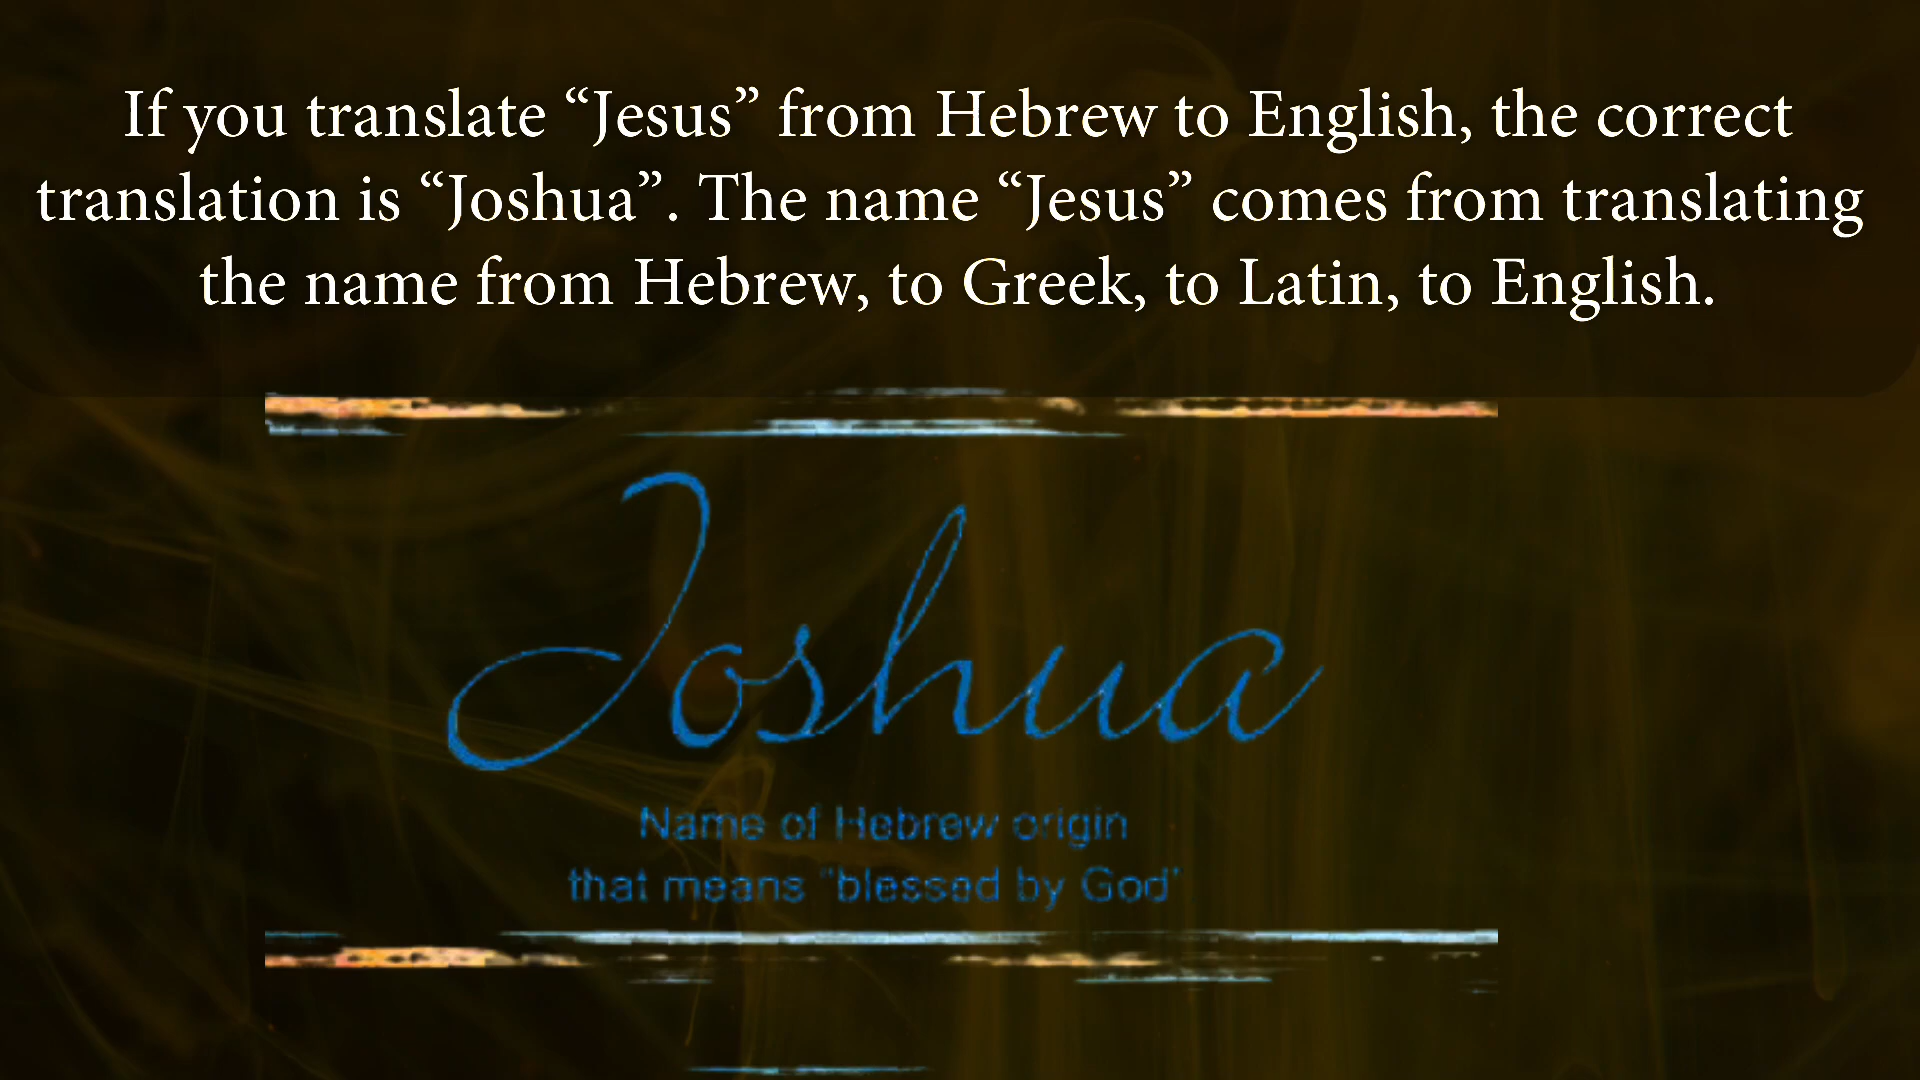 If you translate “Jesus” from Hebrew to English, the correct
translation is “Joshua”. The name “Jesus” comes from translating
the name from Hebrew, to Greek, to Latin, to English.
Joshua
Name of Hebrew origin
that means "blessed by God"